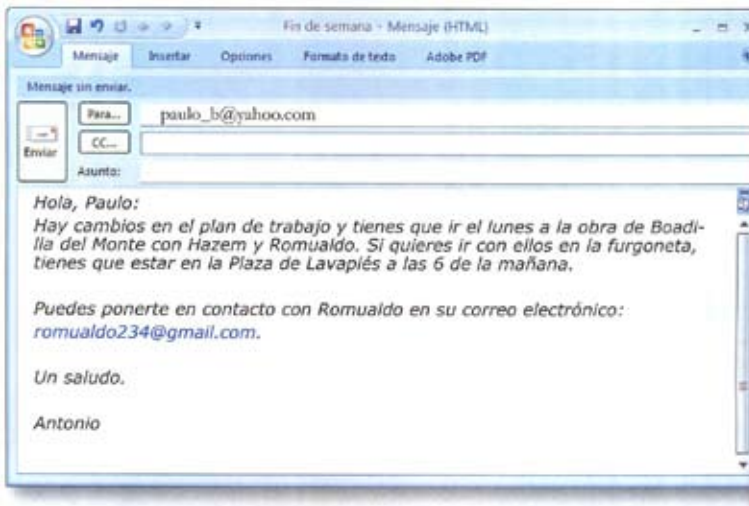 Fin de semana - Mensaje (HTML)
Mensaje Insertar Opciones Formato de texto Adobe PDF
Mensaje sin enviar.
Para... paulo_b@yahoo.com
Enviar
CC...
Asunto:
Hola, Paulo:
Hay cambios en el plan de trabajo y tienes que ir el lunes a la obra de Boadi-
lla del Monte con Hazem y Romualdo. Si quieres ir con ellos en la furgoneta,
tienes que estar en la Plaza de Lavapiés a las 6 de la mañana.
Puedes ponerte en contacto con Romualdo en su correo electrónico:
romualdo234@gmail.com.
Un saludo.
Antonio